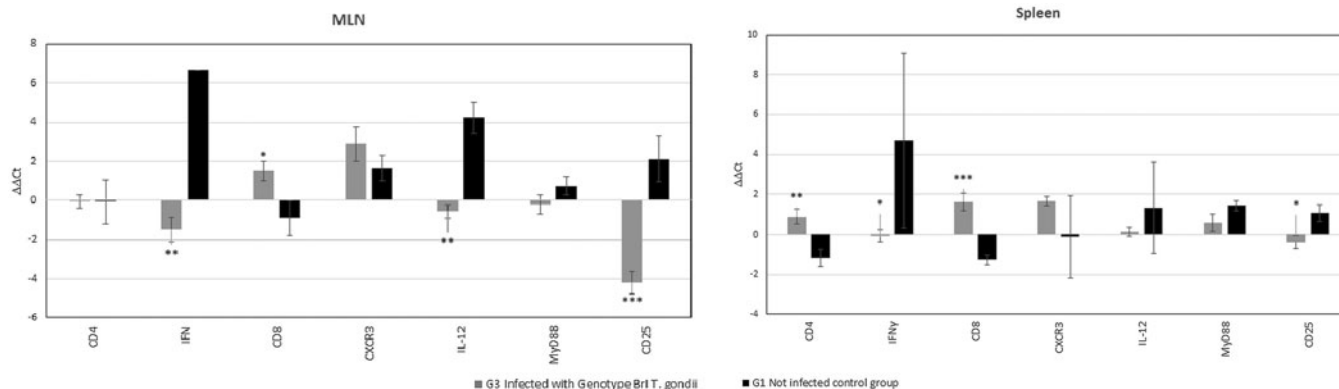 MLN
8
6
4
2
0
-2
-4
-6
ΔΔCt
*
**
**
***
CD4
IFN
CD8
CXCR3
IL-12
MyD88
CD25
Spleen
10
8
6
4
2
0
-2
-4
ΔΔCt
**
*
***
*
CD4
IFNγ
CD8
CXCR3
IL-12
MyD88
CD25
G3 Infected with Genotype BrI T. gondii
G1 Not infected control group